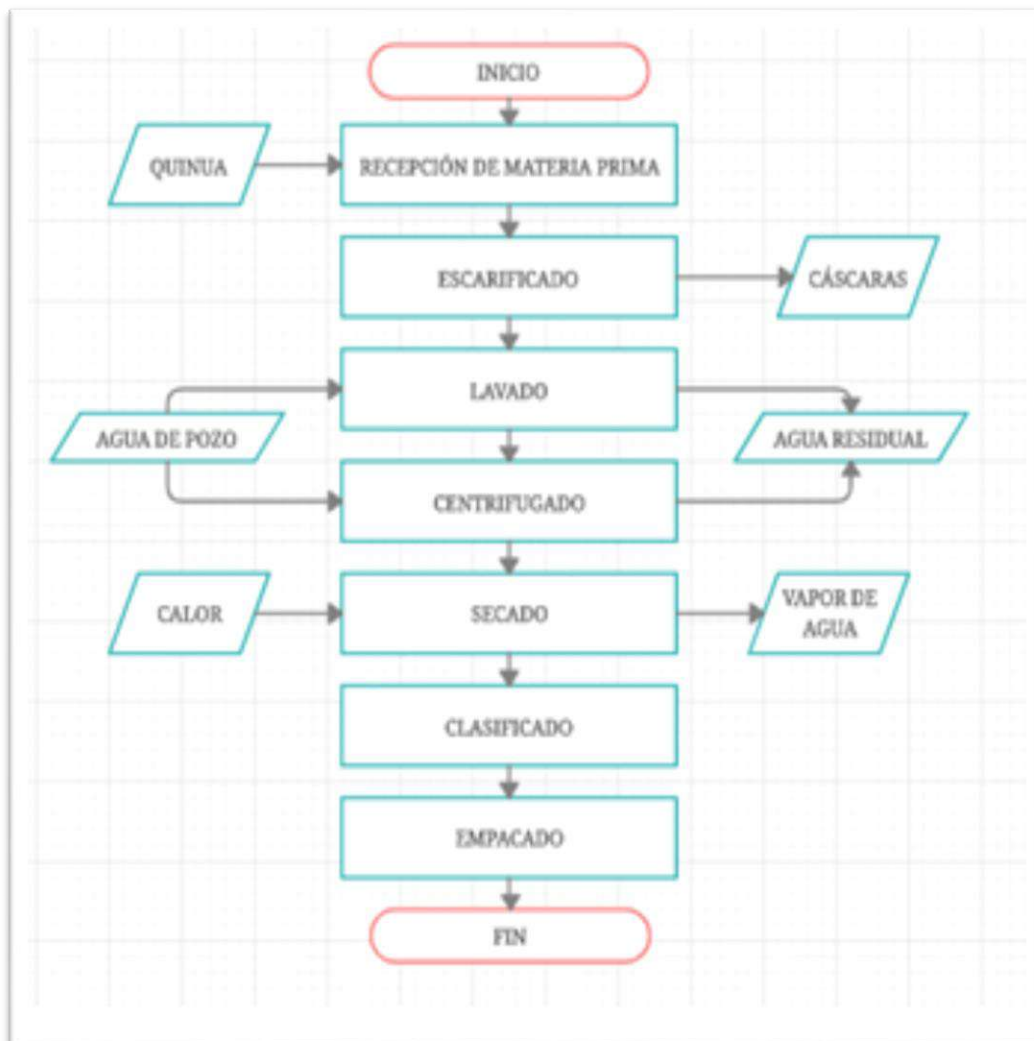 INICIO
QUINUA
RECEPCIÓN DE MATERIA PRIMA
ESCARIFICADO
CÁSCARAS
LAVADO
AGUA DE POZO
AGUA RESIDUAL
CENTRIFUGADO
CALOR
SECADO
VAPOR DE
AGUA
CLASIFICADO
EMPACADO
FIN